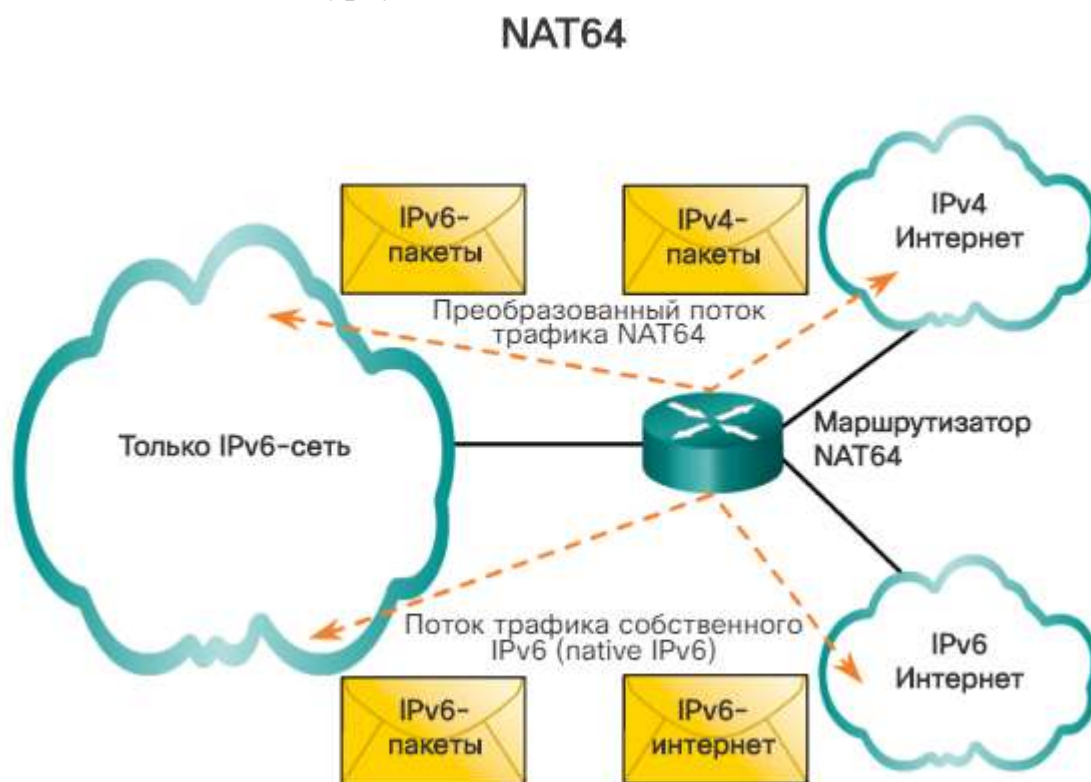 NAT64
IPv6-
пакеты
IPv4-
пакеты
IPv4
Интернет
Преобразованный поток
трафика NAT64
Только IPv6-сеть
Маршрутизатор
NAT64
Поток трафика собственного
IPv6 (native IPv6)
IPv6
Интернет
IPv6-
пакеты
IPv6-
интернет